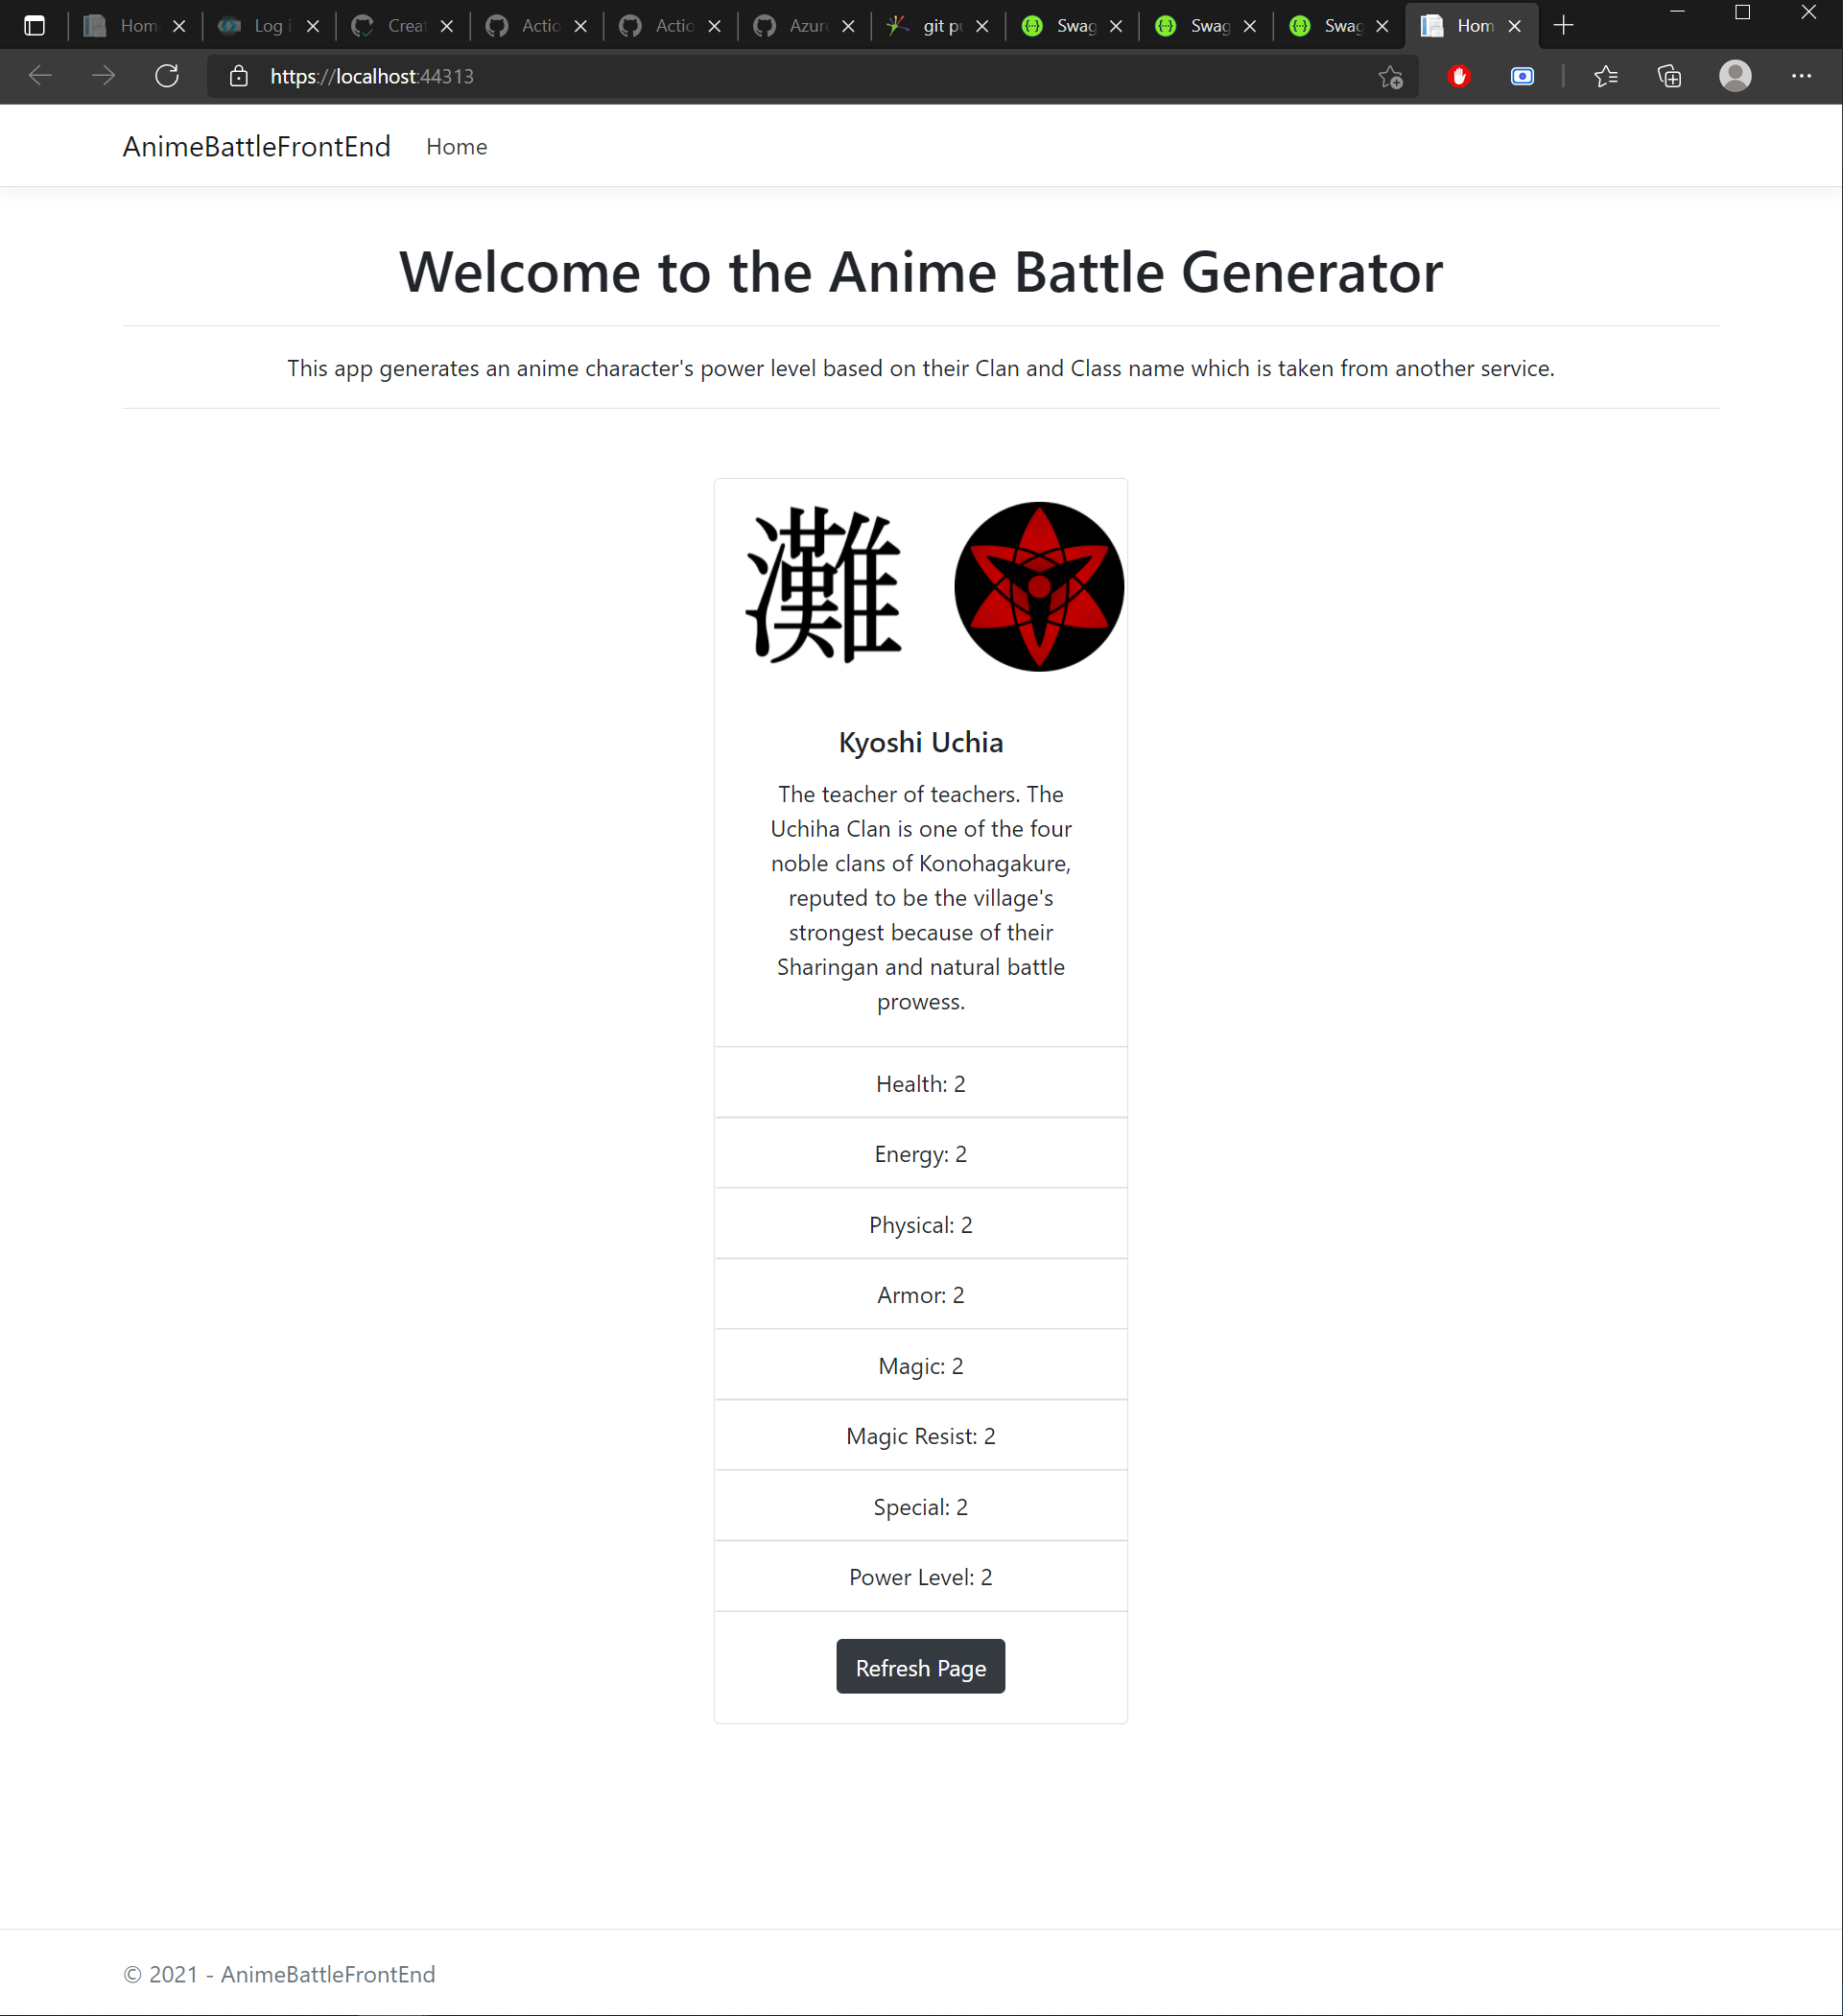 Hom
Log i
Creat
Actio
Actio
Azure
git pu
Swag
Swag
Swag
Hom
https://localhost:44313
AnimeBattleFrontEnd
Home
Welcome to the Anime Battle Generator
This app generates an anime character's power level based on their Clan and Class name which is taken from another service.
灘
Kyoshi Uchia
The teacher of teachers. The
Uchiha Clan is one of the four
noble clans of Konohagakure,
reputed to be the village's
strongest because of their
Sharingan and natural battle
prowess.
Health: 2
Energy: 2
Physical: 2
Armor: 2
Magic: 2
Magic Resist: 2
Special: 2
Power Level: 2
Refresh Page
© 2021 - AnimeBattleFrontEnd